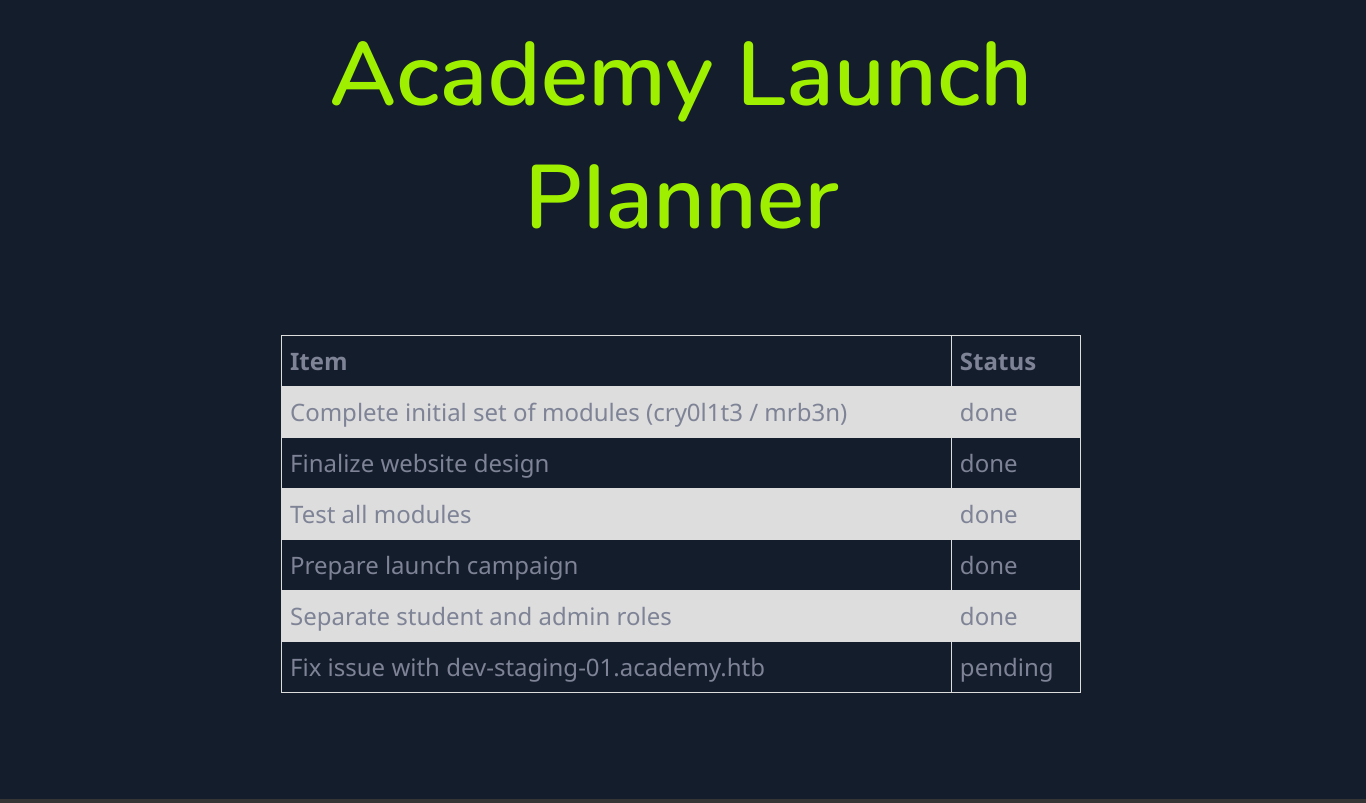 Academy Launch
Planner
Item Status
Complete initial set of modules (cry0l1t3 / mrb3n) done
Finalize website design done
Test all modules done
Prepare launch campaign done
Separate student and admin roles done
Fix issue with dev-staging-01.academy.htb pending